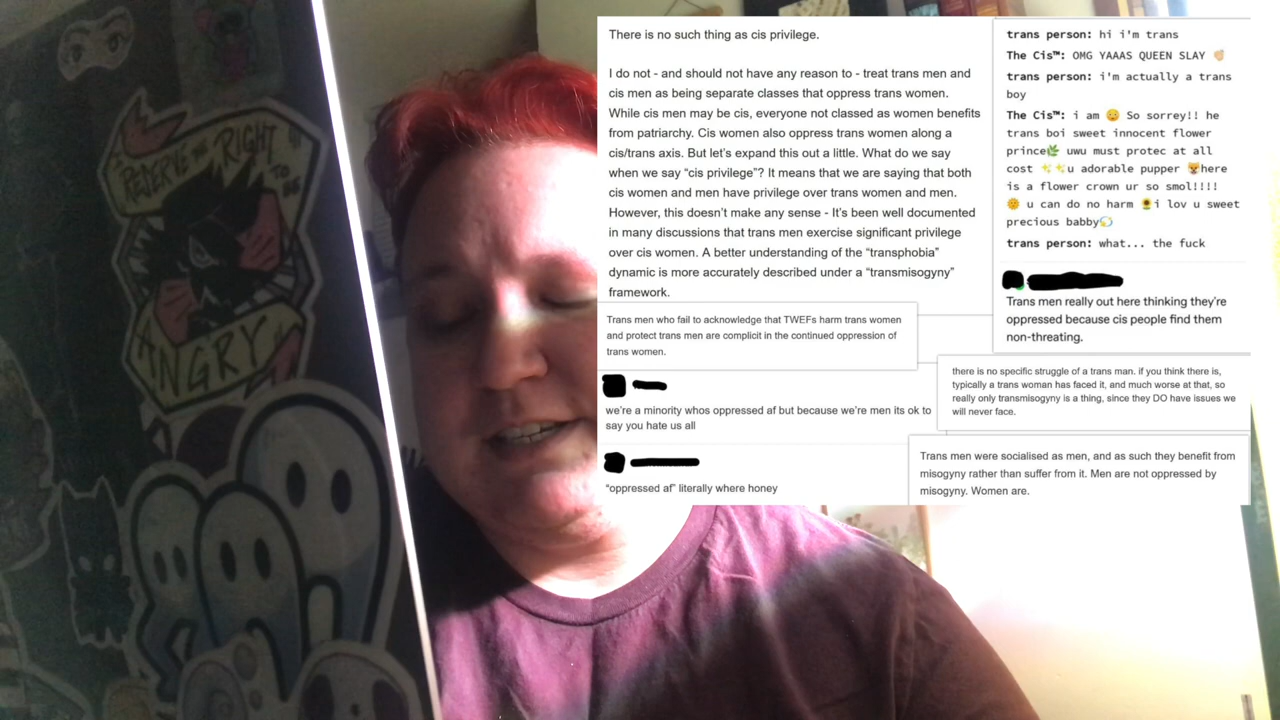 RESERVE THE RIGHT
TO BE
ANGRY
There is no such thing as cis privilege.
I do not - and should not have any reason to - treat trans men and
cis men as being separate classes that oppress trans women.
While cis men may be cis, everyone not classed as women benefits
from patriarchy. Cis women also oppress trans women along a
cis/trans axis. But let’s expand this out a little. What do we say
when we say “cis privilege”? It means that we are saying that both
cis women and men have privilege over trans women and men.
However, this doesn’t make any sense - It’s been well documented
in many discussions that trans men exercise significant privilege
over cis women. A better understanding of the “transphobia”
dynamic is more accurately described under a “transmisogyny”
framework.
Trans men who fail to acknowledge that TWEFs harm trans women
and protect trans men are complicit in the continued oppression of
trans women.
we’re a minority whos oppressed af but because we’re men its ok to
say you hate us all
“oppressed af” literally where honey
trans person: hi i'm trans
The Cis™: OMG YAAAS QUEEN SLAY 👏🏻
trans person: i'm actually a trans
boy
The Cis™: i am 😳 So sorrey!! he
trans boi sweet innocent flower
prince🌿 uwu must protec at all
cost ✨✨u adorable pupper 😸here
is a flower crown ur so smol!!!!
🌼 u can do no harm 🌻i lov u sweet
precious babby💫
trans person: what... the fuck
Trans men really out here thinking they’re
oppressed because cis people find them
non-threating.
there is no specific struggle of a trans man. if you think there is,
typically a trans woman has faced it, and much worse at that, so
really only transmisogyny is a thing, since they DO have issues we
will never face.
Trans men were socialised as men, and as such they benefit from
misogyny rather than suffer from it. Men are not oppressed by
misogyny. Women are.